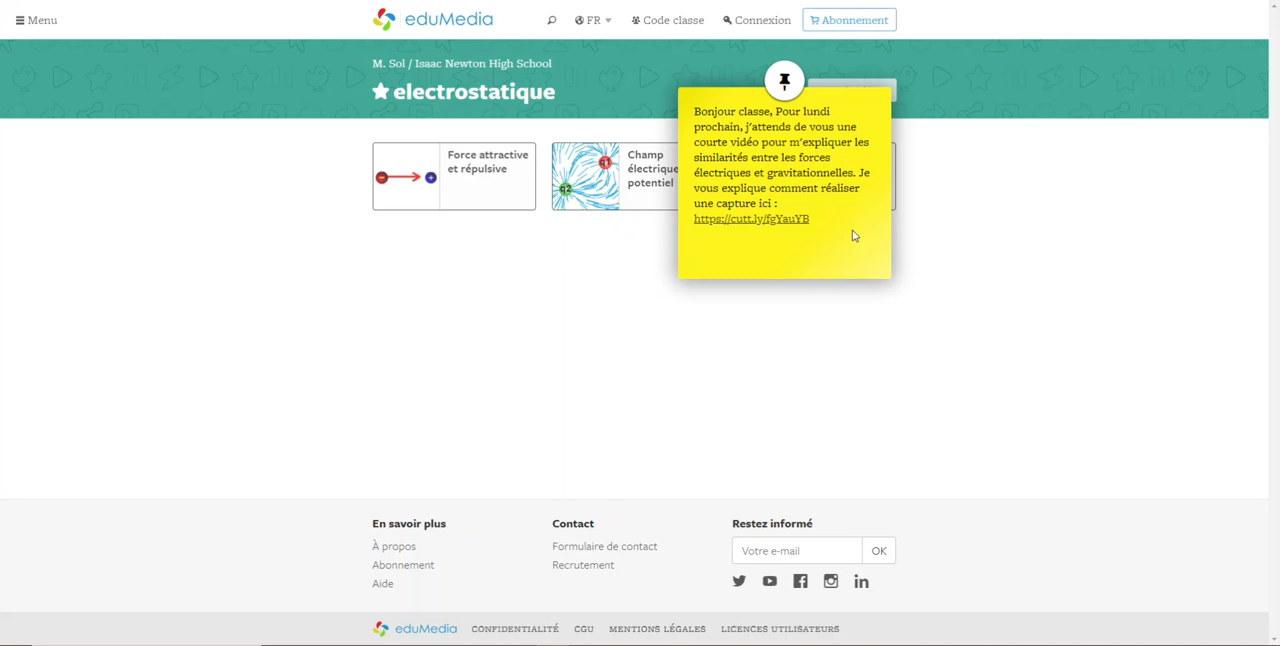 Menu
eduMedia
FR
Code classe
Connexion
Abonnement
M. Sol / Isaac Newton High School
electrostatique
Force attractive
et répulsive
q1
q2
Champ
électrique
potentiel
Bonjour classe, Pour lundi
prochain, j'attends de vous une
courte vidéo pour m'expliquer les
similarités entre les forces
électriques et gravitationnelles. Je
vous explique comment réaliser
une capture ici :
https://cutt.ly/fgYauYB
En savoir plus
À propos
Abonnement
Aide
Contact
Formulaire de contact
Recrutement
Restez informé
Votre e-mail
OK
eduMedia
CONFIDENTIALITÉ
CGU
MENTIONS LÉGALES
LICENCES UTILISATEURS